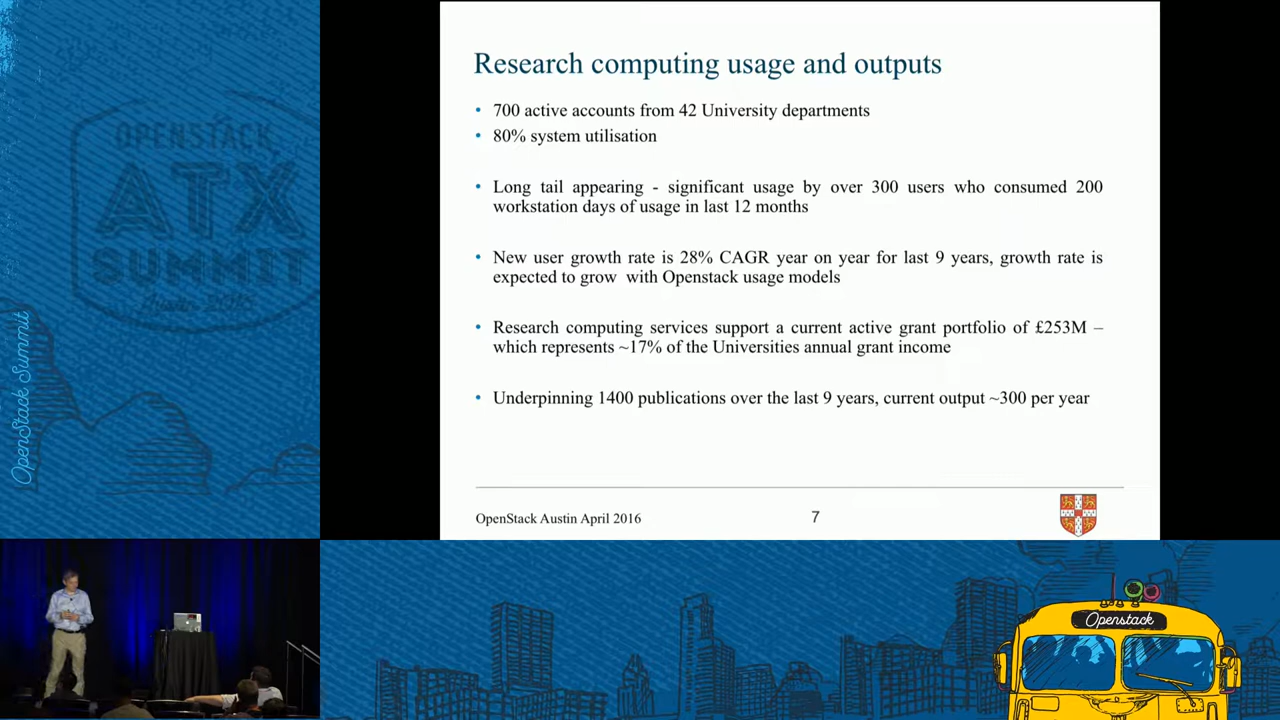 Research computing usage and outputs
• 700 active accounts from 42 University departments
• 80% system utilisation
• Long tail appearing - significant usage by over 300 users who consumed 200
workstation days of usage in last 12 months
• New user growth rate is 28% CAGR year on year for last 9 years, growth rate is
expected to grow with Openstack usage models
• Research computing services support a current active grant portfolio of £253M –
which represents ~17% of the Universities annual grant income
• Underpinning 1400 publications over the last 9 years, current output ~300 per year
OpenStack Austin April 2016
7
OPENSTACK
ATX
SUMMIT
OpenStack Summit
Openstack